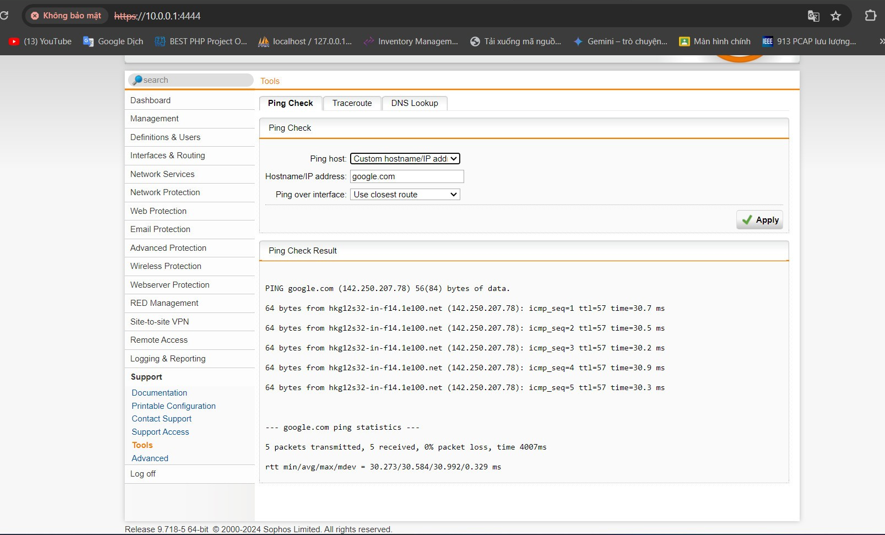 Không bảo mật https://10.0.0.1:4444
(13) YouTube Google Dịch BEST PHP Project O... localhost / 127.0.0.1... Inventory Managem... Tải xuống mã nguồ... Gemini – trò chuyện... Màn hình chính 913 PCAP lưu lượng...
search
Tools
Dashboard
Management
Definitions & Users
Interfaces & Routing
Network Services
Network Protection
Web Protection
Email Protection
Advanced Protection
Wireless Protection
Webserver Protection
RED Management
Site-to-site VPN
Remote Access
Logging & Reporting
Support
Documentation
Printable Configuration
Contact Support
Support Access
Tools
Advanced
Log off
Ping Check Traceroute DNS Lookup
Ping Check
Ping host: Custom hostname/IP add
Hostname/IP address: google.com
Ping over interface: Use closest route
Apply
Ping Check Result
PING google.com (142.250.207.78) 56(84) bytes of data.
64 bytes from hkg12s32-in-f14.1e100.net (142.250.207.78): icmp_seq=1 ttl=57 time=30.7 ms
64 bytes from hkg12s32-in-f14.1e100.net (142.250.207.78): icmp_seq=2 ttl=57 time=30.5 ms
64 bytes from hkg12s32-in-f14.1e100.net (142.250.207.78): icmp_seq=3 ttl=57 time=30.2 ms
64 bytes from hkg12s32-in-f14.1e100.net (142.250.207.78): icmp_seq=4 ttl=57 time=30.9 ms
64 bytes from hkg12s32-in-f14.1e100.net (142.250.207.78): icmp_seq=5 ttl=57 time=30.3 ms
--- google.com ping statistics ---
5 packets transmitted, 5 received, 0% packet loss, time 4007ms
rtt min/avg/max/mdev = 30.273/30.584/30.992/0.329 ms
Release 9.718-5 64-bit © 2000-2024 Sophos Limited. All rights reserved.